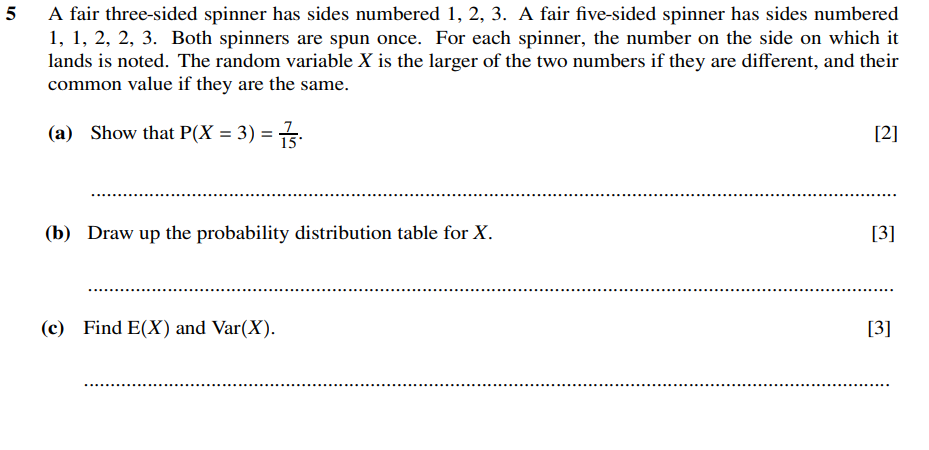 5 A fair three-sided spinner has sides numbered 1, 2, 3. A fair five-sided spinner has sides numbered
1, 1, 2, 2, 3. Both spinners are spun once. For each spinner, the number on the side on which it
lands is noted. The random variable X is the larger of the two numbers if they are different, and their
common value if they are the same.
(a) Show that P(X = 3) = 7/15. [2]
(b) Draw up the probability distribution table for X. [3]
(c) Find E(X) and Var(X). [3]